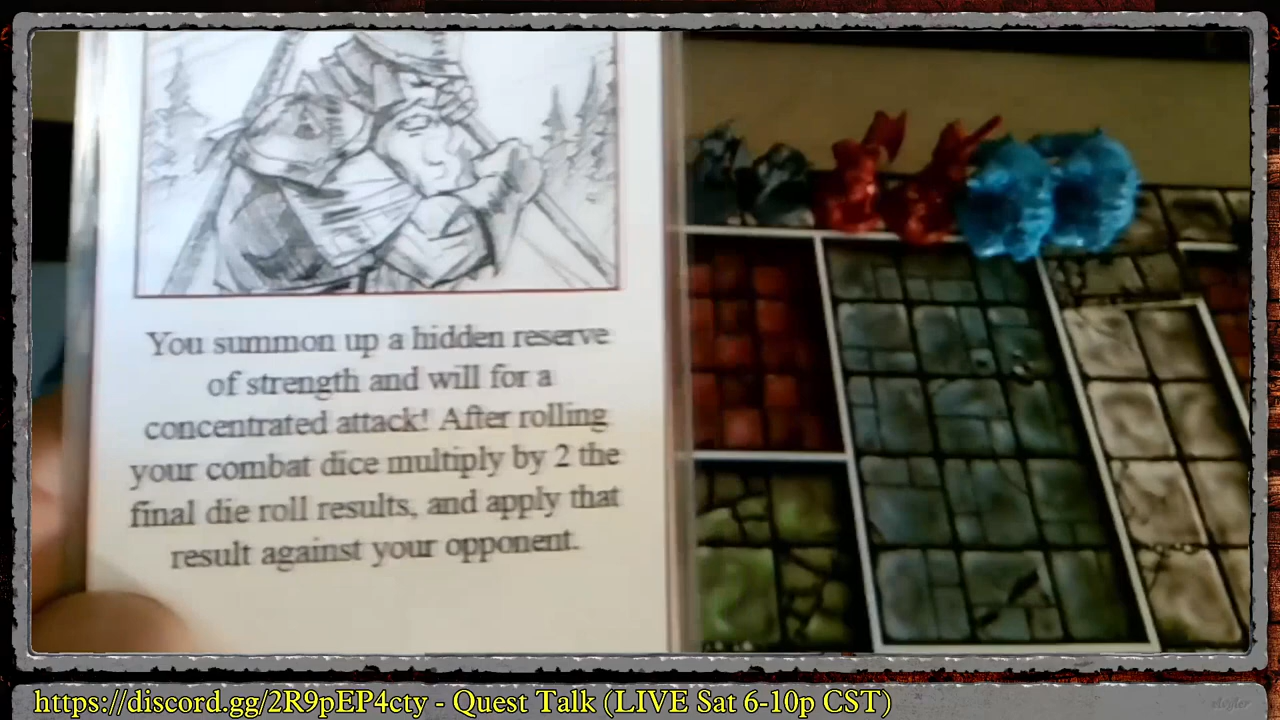 You summon up a hidden reserve
of strength and will for a
concentrated attack! After rolling
your combat dice multiply by 2 the
final die roll results, and apply that
result against your opponent.
https://discord.gg/2R9pEP4cty - Quest Talk (LIVE Sat 6-10p CST)